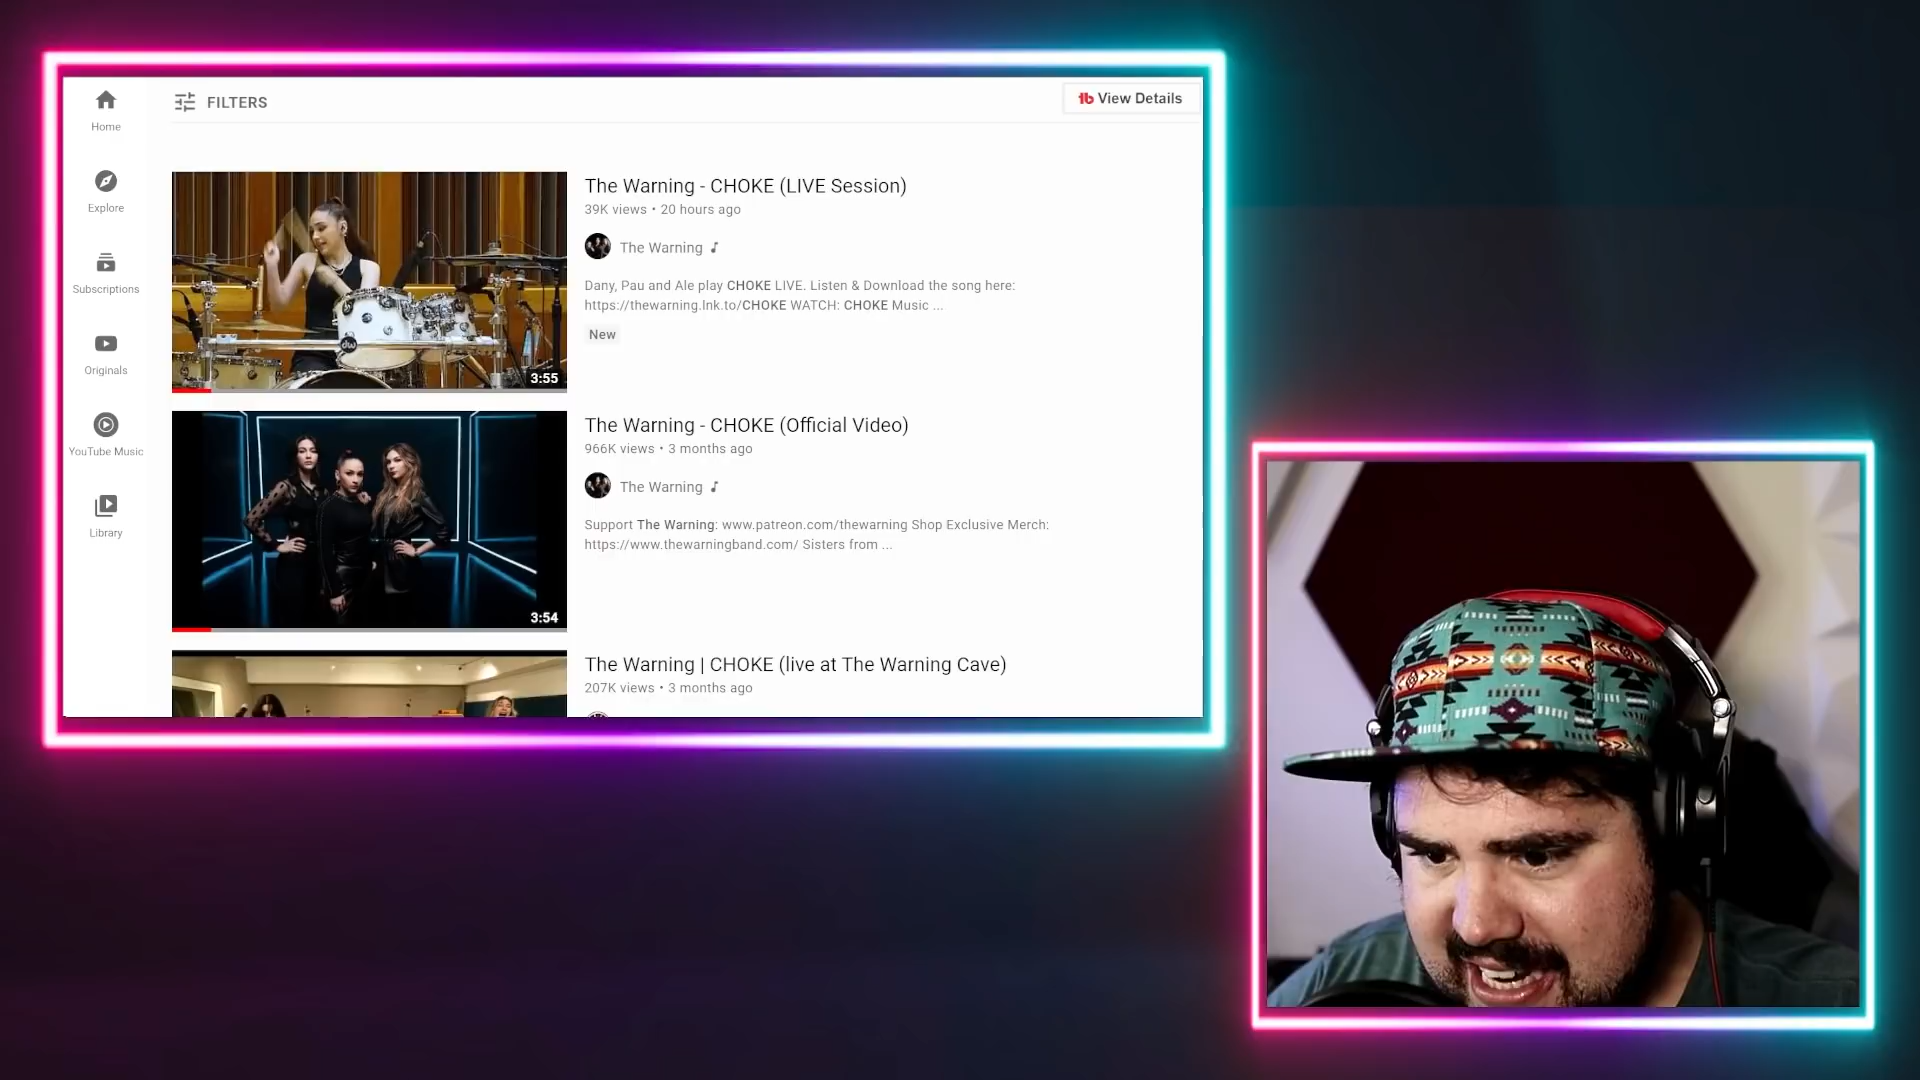 Home
Explore
Subscriptions
Originals
YouTube Music
Library
FILTERS
tb View Details
3:55
The Warning - CHOKE (LIVE Session)
39K views • 20 hours ago
The Warning ♪
Dany, Pau and Ale play CHOKE LIVE. Listen & Download the song here:
https://thewarning.lnk.to/CHOKE WATCH: CHOKE Music ...
New
dw
3:54
The Warning - CHOKE (Official Video)
966K views • 3 months ago
The Warning ♪
Support The Warning: www.patreon.com/thewarning Shop Exclusive Merch:
https://www.thewarningband.com/ Sisters from ...
The Warning | CHOKE (live at The Warning Cave)
207K views • 3 months ago